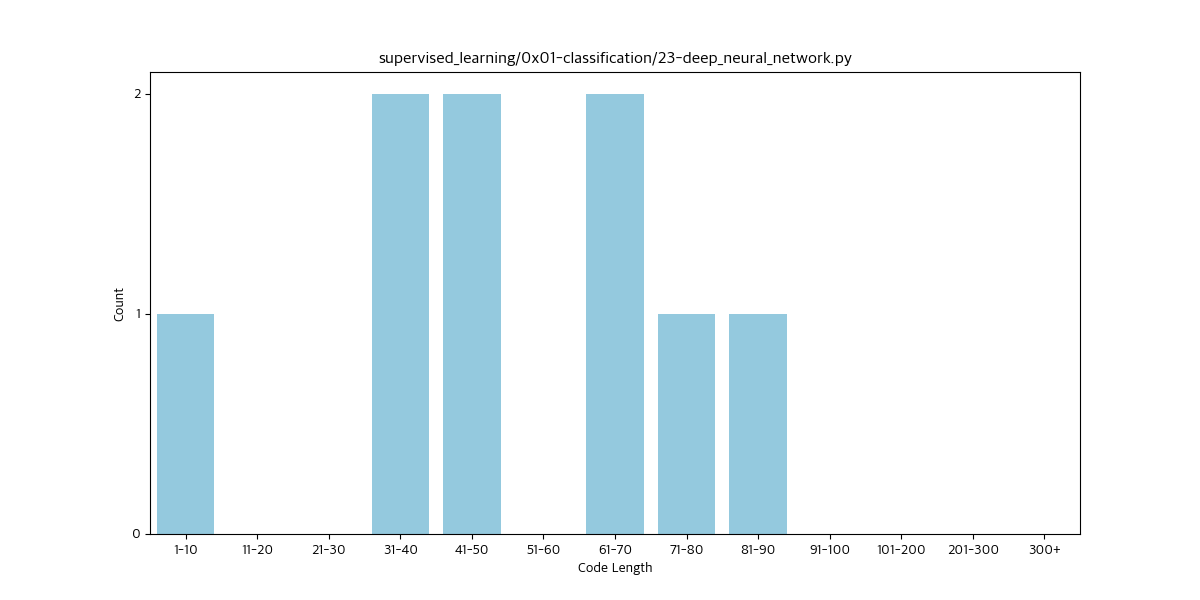 supervised_learning/0x01-classification/23-deep_neural_network.py
2
1
0
Count
1-10 11-20 21-30 31-40 41-50 51-60 61-70 71-80 81-90 91-100 101-200 201-300 300+
Code Length